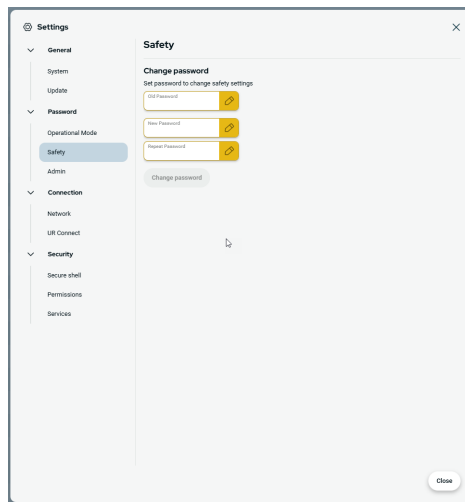 Settings
General
System
Update
Password
Operational Mode
Safety
Admin
Connection
Network
UR Connect
Security
Secure shell
Permissions
Services
Safety
Change password
Set password to change safety settings
Old Password
New Password
Repeat Password
Change password
Close